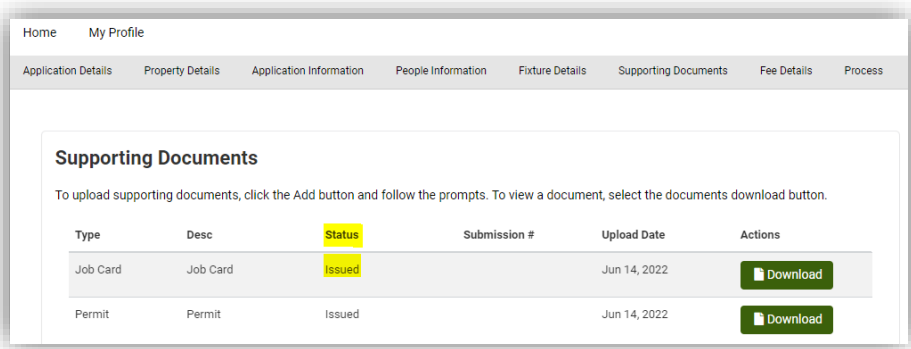 Home My Profile
Application Details Property Details Application Information People Information Fixture Details Supporting Documents Fee Details Process
Supporting Documents
To upload supporting documents, click the Add button and follow the prompts. To view a document, select the documents download button.
Type Desc Status Submission # Upload Date Actions
Job Card Job Card Issued Jun 14, 2022 Download
Permit Permit Issued Jun 14, 2022 Download